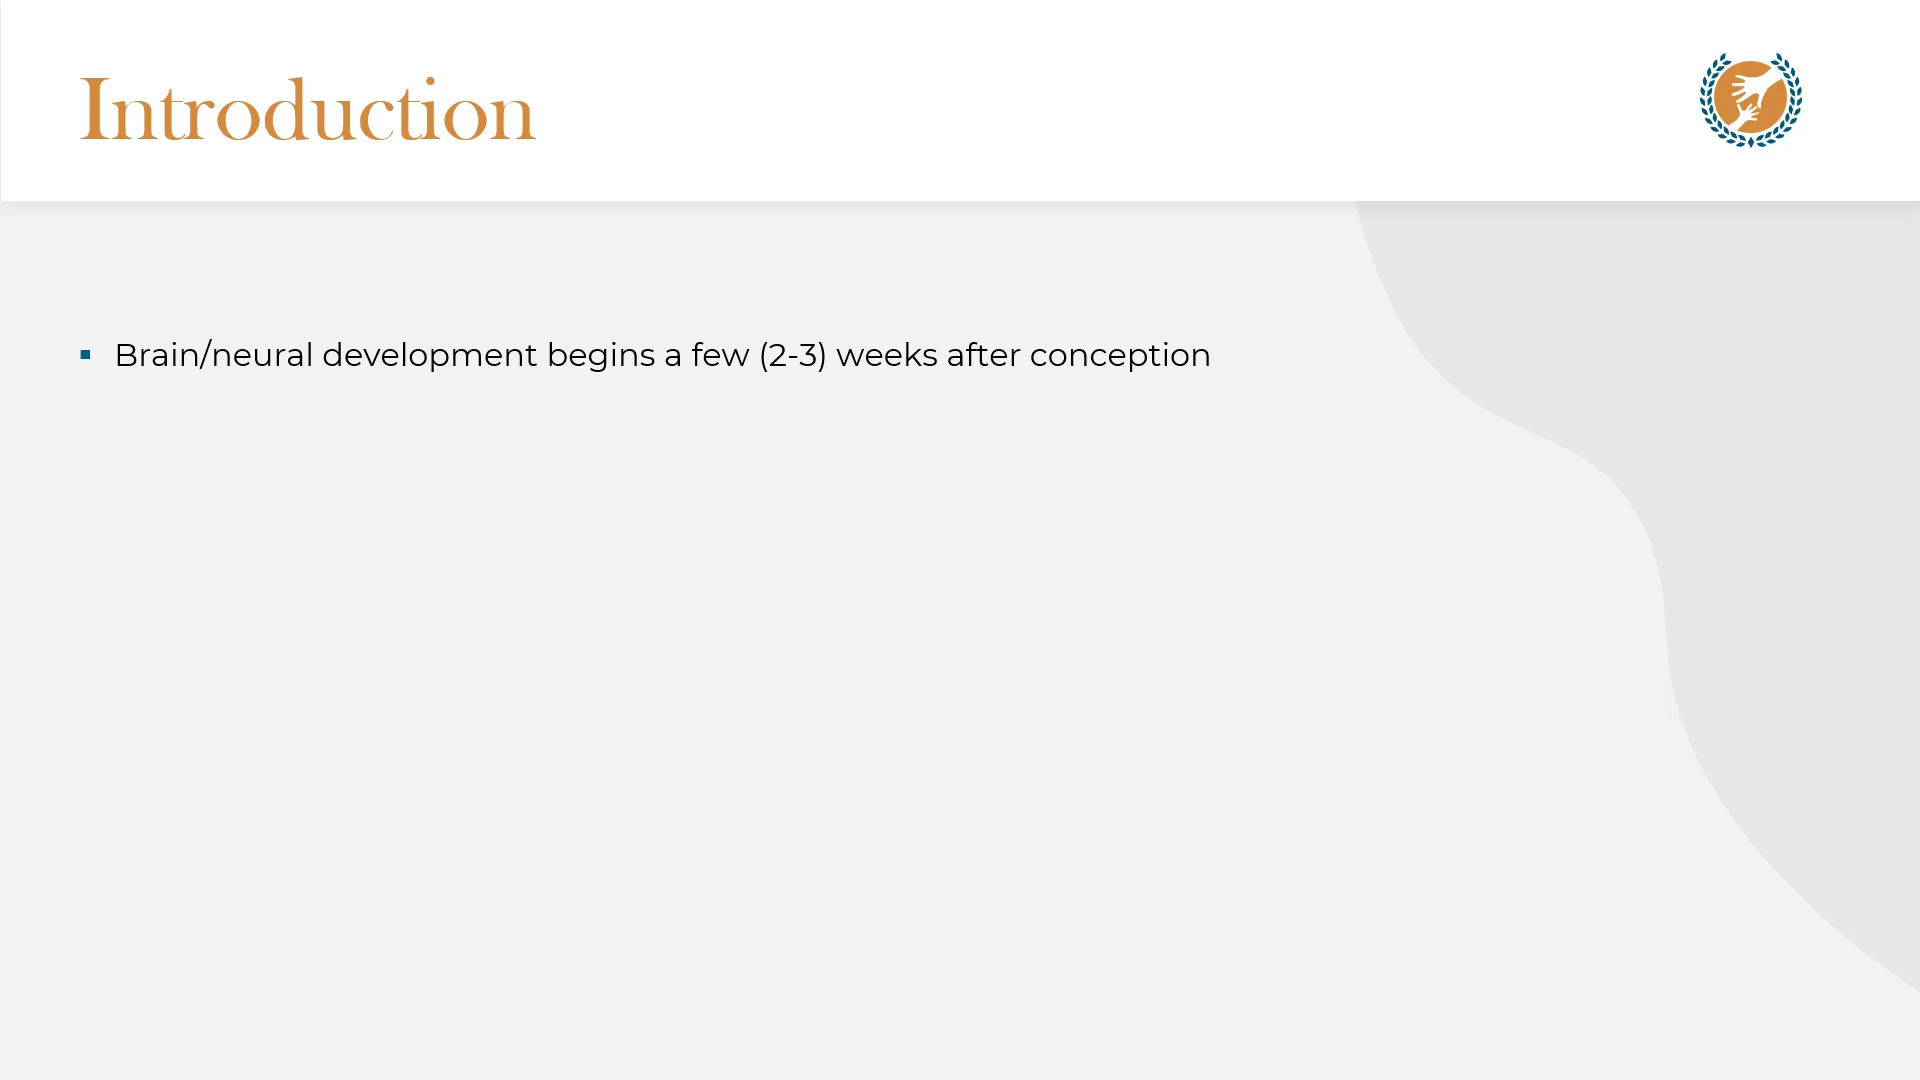 Introduction
▪ Brain/neural development begins a few (2-3) weeks after conception